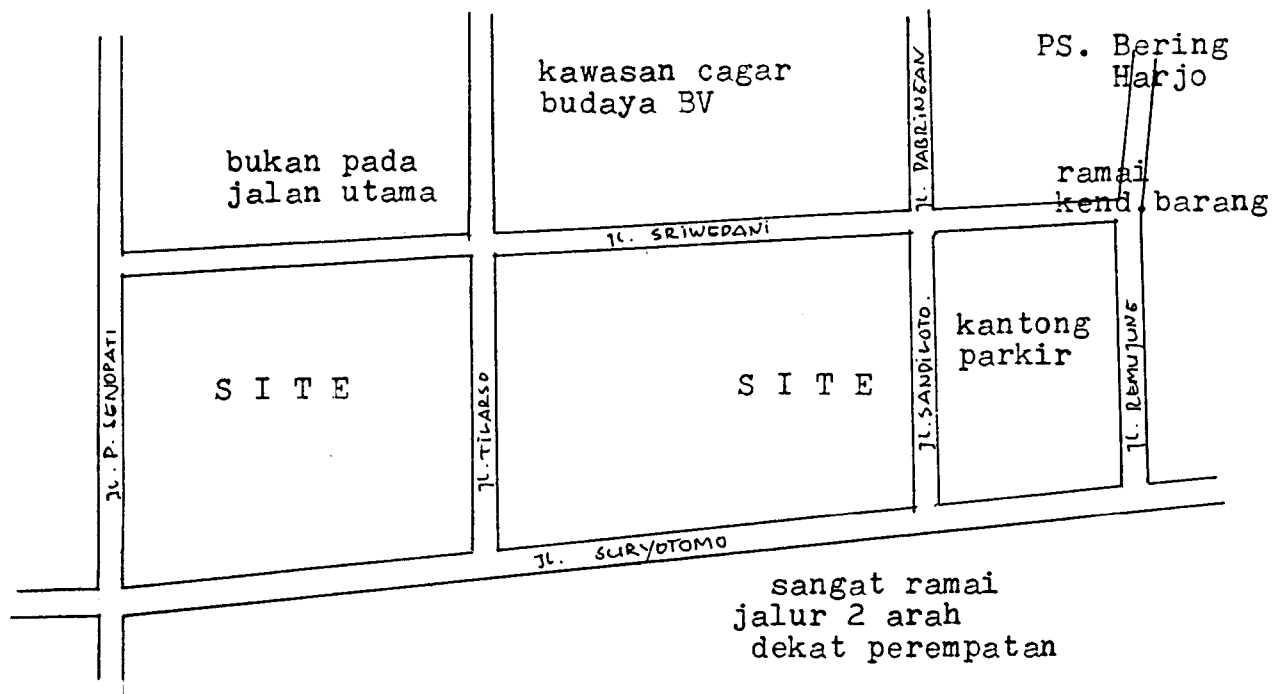 PS. Bering
Harjo
kawasan cagar
budaya BV
JL. PABRINGAN
bukan pada
jalan utama
ramai
kend.barang
JL. SRIWEDANI
JL. P. SENOPATI
S I T E
JL. TILARSO
S I T E
JL. SANDILOTO.
kantong
parkir
JL. REMUJUNG
JL. SURYOTOMO
sangat ramai
jalur 2 arah
dekat perempatan